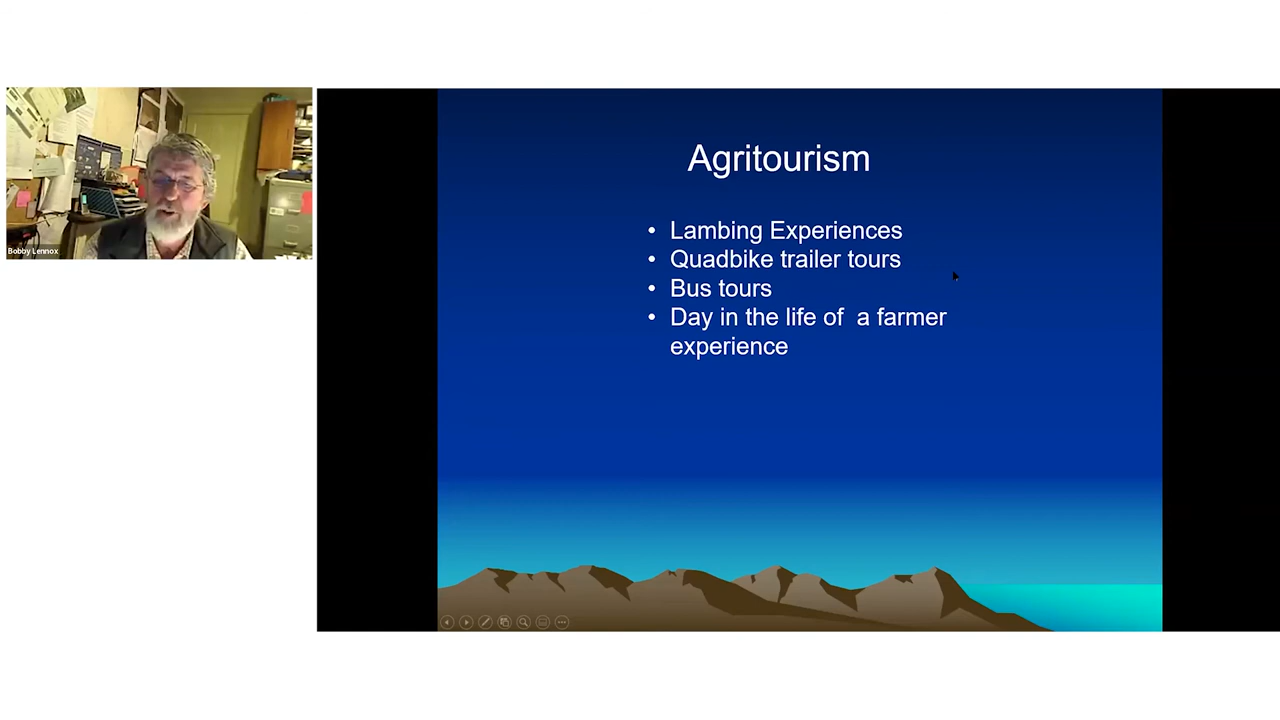 Agritourism
• Lambing Experiences
• Quadbike trailer tours
• Bus tours
• Day in the life of  a farmer
experience
Bobby Lennox